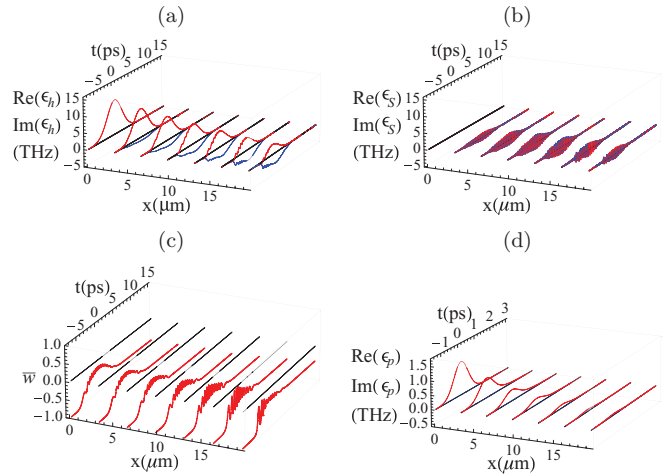 (a)
t(ps)
−5 0 5 10 15
Re(ϵh)
Im(ϵh)
(THz)
15
10
5
0
−5
0 5 10 15
x(μm)
(b)
t(ps)
−5 0 5 10 15
Re(ϵS)
Im(ϵS)
(THz)
15
10
5
0
−5
0 5 10 15
x(μm)
(c)
t(ps)
−5 0 5 10 15
w̅
1.0
0.5
0.0
−0.5
−1.0
0 5 10 15
x(μm)
(d)
t(ps)
−1 0 1 2 3
Re(ϵp)
Im(ϵp)
(THz)
1.5
1.0
0.5
0.0
−0.5
0 5 10 15
x(μm)